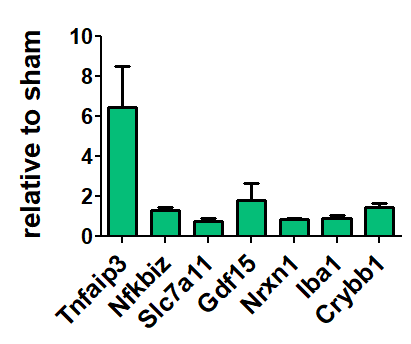 relative to sham
10
8
6
4
2
0
Tnfaip3
Nfkbiz
Slc7a11
Gdf15
Nrxn1
Iba1
Crybb1